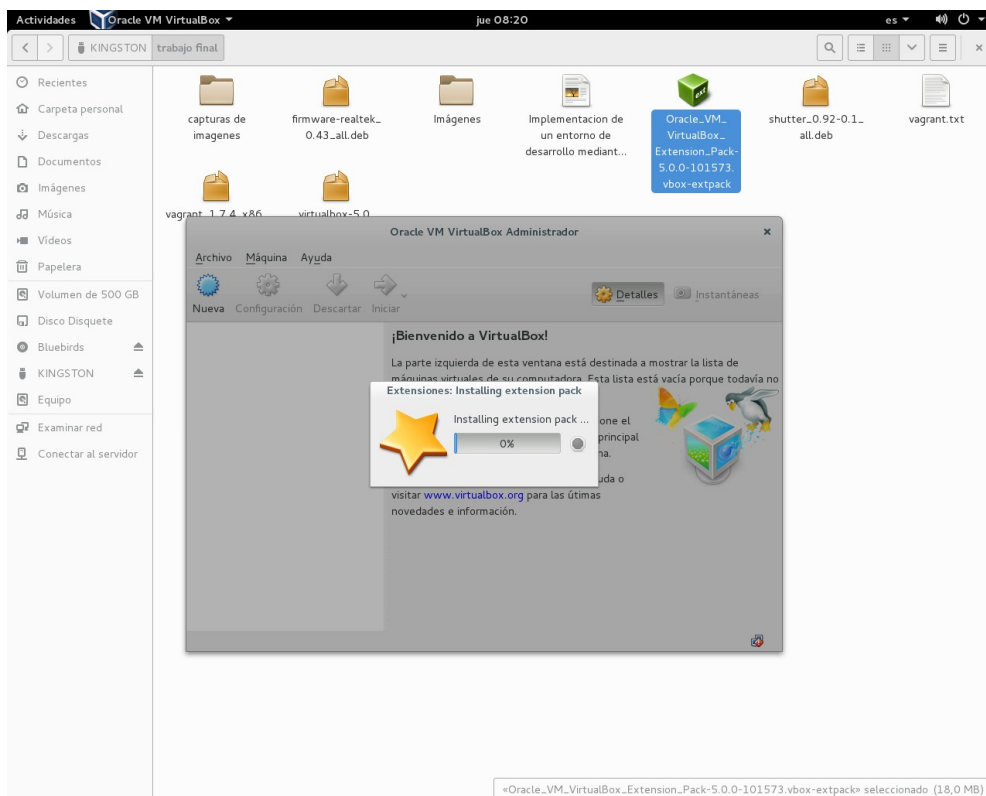 Actividades Oracle VM VirtualBox jue 08:20 es
KINGSTON trabajo final
Recientes
Carpeta personal
Descargas
Documentos
Imágenes
Música
Vídeos
Papelera
Volumen de 500 GB
Disco Disquete
Bluebirds
KINGSTON
Equipo
Examinar red
Conectar al servidor
capturas de
imagenes
firmware-realtek_
0.43_all.deb
Imágenes
Implementacion de
un entorno de
desarrollo mediant...
ext
Oracle_VM_
VirtualBox_
Extension_Pack-
5.0.0-101573.
vbox-extpack
shutter_0.92-0.1_
all.deb
vagrant.txt
vagrant_1.7.4_x86_
virtualbox-5.0_
Oracle VM VirtualBox Administrador
Archivo Máquina Ayuda
Nueva Configuración Descartar Iniciar
Detalles Instantáneas
¡Bienvenido a VirtualBox!
La parte izquierda de esta ventana está destinada a mostrar la lista de
máquinas virtuales de su computadora. Esta lista está vacía porque todavía no
one el
principal
na.
uda o
visitar www.virtualbox.org para las útimas
novedades e información.
Extensiones: Installing extension pack
Installing extension pack ...
0%
«Oracle_VM_VirtualBox_Extension_Pack-5.0.0-101573.vbox-extpack» seleccionado (18,0 MB)